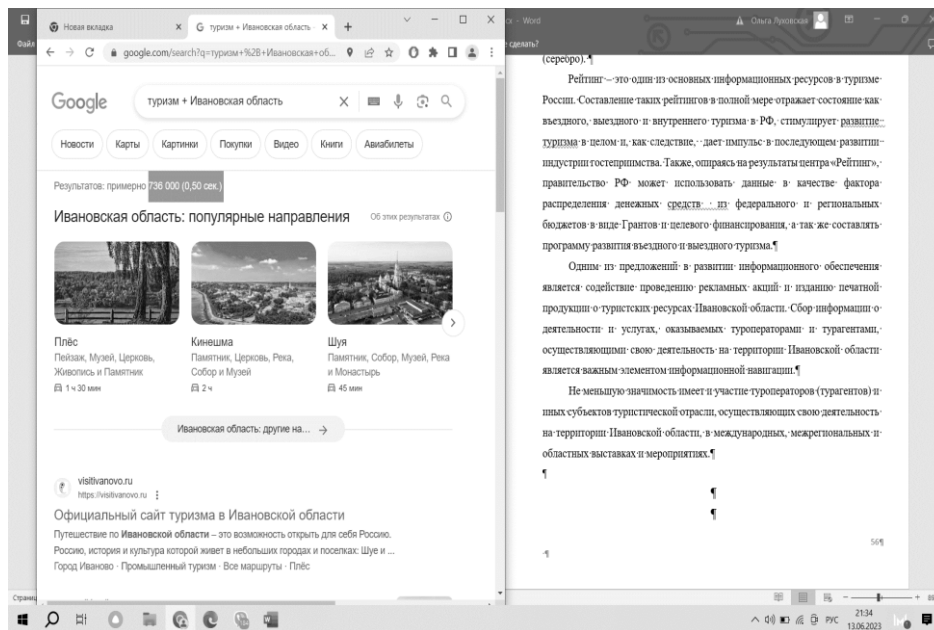 Новая вкладка
туризм + Ивановская область -
сх - Word
Ольга Луховская
Файл
сделать?
google.com/search?q=туризм+%2B+Ивановская+об...
Google
туризм + Ивановская область
Новости
Карты
Картинки
Покупки
Видео
Книги
Авиабилеты
Результатов: примерно 736 000 (0,50 сек.)
Ивановская область: популярные направления
Об этих результатах
Плёс
Пейзаж, Музей, Церковь,
Живопись и Памятник
1 ч 30 мин
Кинешма
Памятник, Церковь, Река,
Собор и Музей
2 ч
Шуя
Памятник, Собор, Музей, Река
и Монастырь
45 мин
Ивановская область: другие на... →
visitivanovo.ru
https://visitivanovo.ru
Официальный сайт туризма в Ивановской области
Путешествие по Ивановской области – это возможность открыть для себя Россию.
Россию, история и культура которой живет в небольших городах и поселках: Шуе и ...
Город Иваново · Промышленный туризм · Все маршруты · Плёс
(серебро).¶
Рейтинг – это один из основных информационных ресурсов в туризме
России. Составление таких рейтингов в полной мере отражает состояние как
въездного, выездного и внутреннего туризма в РФ, стимулирует развитие
туризма в целом и, как следствие, дает импульс в последующем развитии
индустрии гостеприимства. Также, опираясь на результаты центра «Рейтинг»,
правительство РФ может использовать данные в качестве фактора
распределения денежных средств из федерального и региональных
бюджетов в виде Грантов и целевого финансирования, а так же составлять
программу развития въездного и выездного туризма.¶
Одним из предложений в развитии информационного обеспечения
является содействие проведению рекламных акций и изданию печатной
продукции о туристских ресурсах Ивановской области. Сбор информации о
деятельности и услугах, оказываемых туроператорами и турагентами,
осуществляющими свою деятельность на территории Ивановской области
является важным элементом информационной навигации.¶
Не меньшую значимость имеет и участие туроператоров (турагентов) и
иных субъектов туристической отрасли, осуществляющих свою деятельность
на территории Ивановской области, в международных, межрегиональных и
областных выставках и мероприятиях.¶
¶
¶
¶
56¶
¶
Страниц
РУС
21:34
13.06.2023